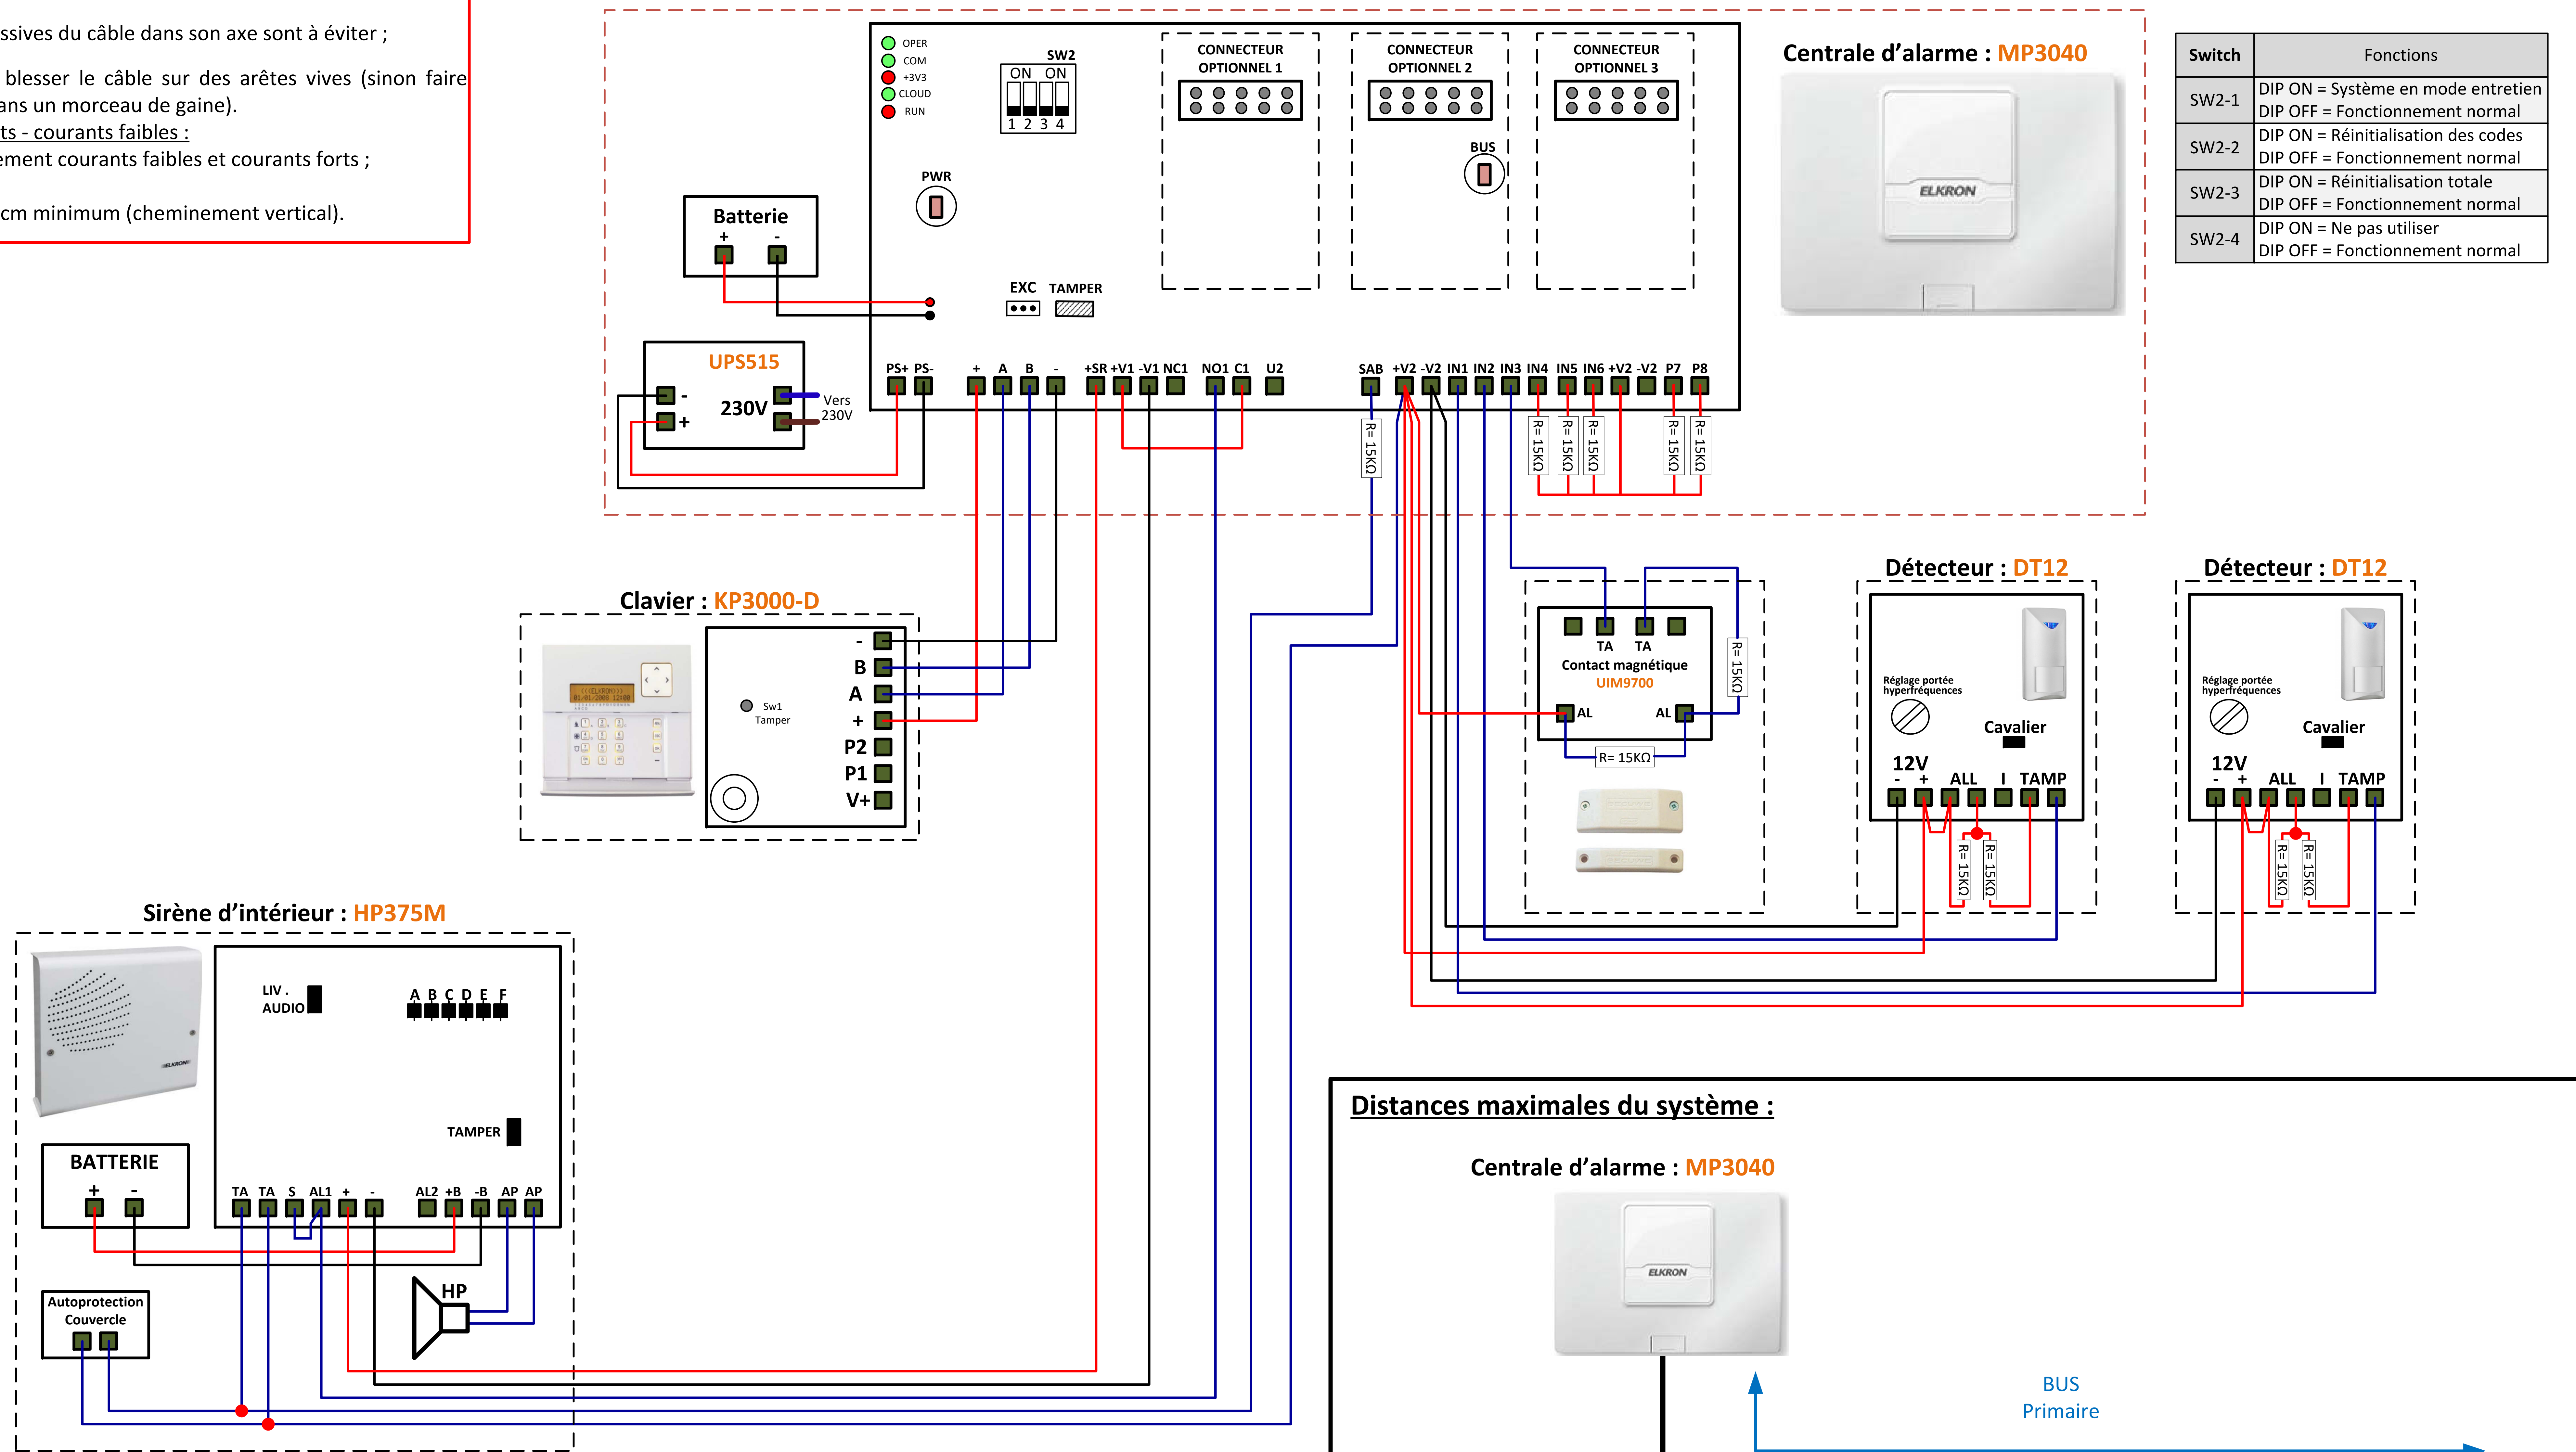 ssives du câble dans son axe sont à éviter ;
blesser le câble sur des arêtes vives (sinon faire
ans un morceau de gaine).
ts - courants faibles :
ement courants faibles et courants forts ;
cm minimum (cheminement vertical).
OPER
COM
+3V3
CLOUD
RUN
SW2
ON ON
1 2 3 4
CONNECTEUR
OPTIONNEL 1
CONNECTEUR
OPTIONNEL 2
CONNECTEUR
OPTIONNEL 3
BUS
PWR
Batterie
+ -
EXC TAMPER
UPS515
-
+
230V
Vers
230V
PS+ PS- + A B - +SR +V1 -V1 NC1 NO1 C1 U2 SAB +V2 -V2 IN1 IN2 IN3 IN4 IN5 IN6 +V2 -V2 P7 P8
R= 15KΩ
R= 15KΩ
R= 15KΩ
R= 15KΩ
R= 15KΩ
R= 15KΩ
Centrale d’alarme : MP3040
ELKRON
Switch Fonctions
SW2-1
DIP ON = Système en mode entretien
DIP OFF = Fonctionnement normal
SW2-2
DIP ON = Réinitialisation des codes
DIP OFF = Fonctionnement normal
SW2-3
DIP ON = Réinitialisation totale
DIP OFF = Fonctionnement normal
SW2-4
DIP ON = Ne pas utiliser
DIP OFF = Fonctionnement normal
Clavier : KP3000-D
(((ELKRON)))
01/01/2006 12:00
Sw1
Tamper
-
B
A
+
P2
P1
V+
TA TA
Contact magnétique
UIM9700
AL AL
R= 15KΩ
R= 15KΩ
Détecteur : DT12
Réglage portée
hyperfréquences
Cavalier
12V
- + ALL I TAMP
R= 15KΩ
R= 15KΩ
Détecteur : DT12
Réglage portée
hyperfréquences
Cavalier
12V
- + ALL I TAMP
R= 15KΩ
R= 15KΩ
Sirène d’intérieur : HP375M
ELKRON
LIV .
AUDIO
A B C D E F
TAMPER
BATTERIE
+ -
TA TA S AL1 + - AL2 +B -B AP AP
HP
Autoprotection
Couvercle
Distances maximales du système :
Centrale d’alarme : MP3040
ELKRON
BUS
Primaire